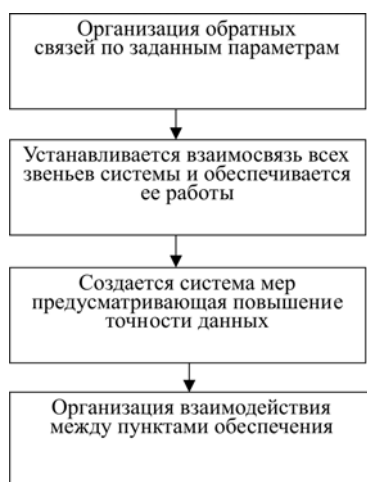 Организация обратных
связей по заданным параметрам
Устанавливается взаимосвязь всех
звеньев системы и обеспечивается
ее работы
Создается система мер
предусматривающая повышение
точности данных
Организация взаимодействия
между пунктами обеспечения